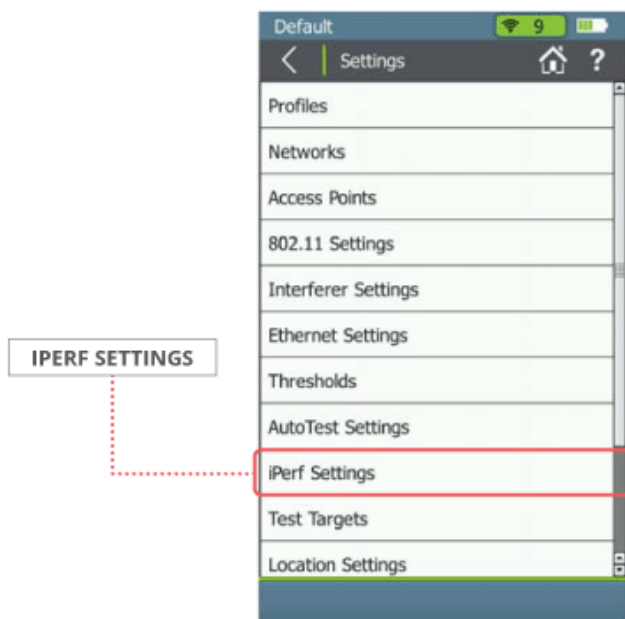 Default
9
Settings
?
Profiles
Networks
Access Points
802.11 Settings
Interferer Settings
Ethernet Settings
Thresholds
AutoTest Settings
IPERF SETTINGS
iPerf Settings
Test Targets
Location Settings